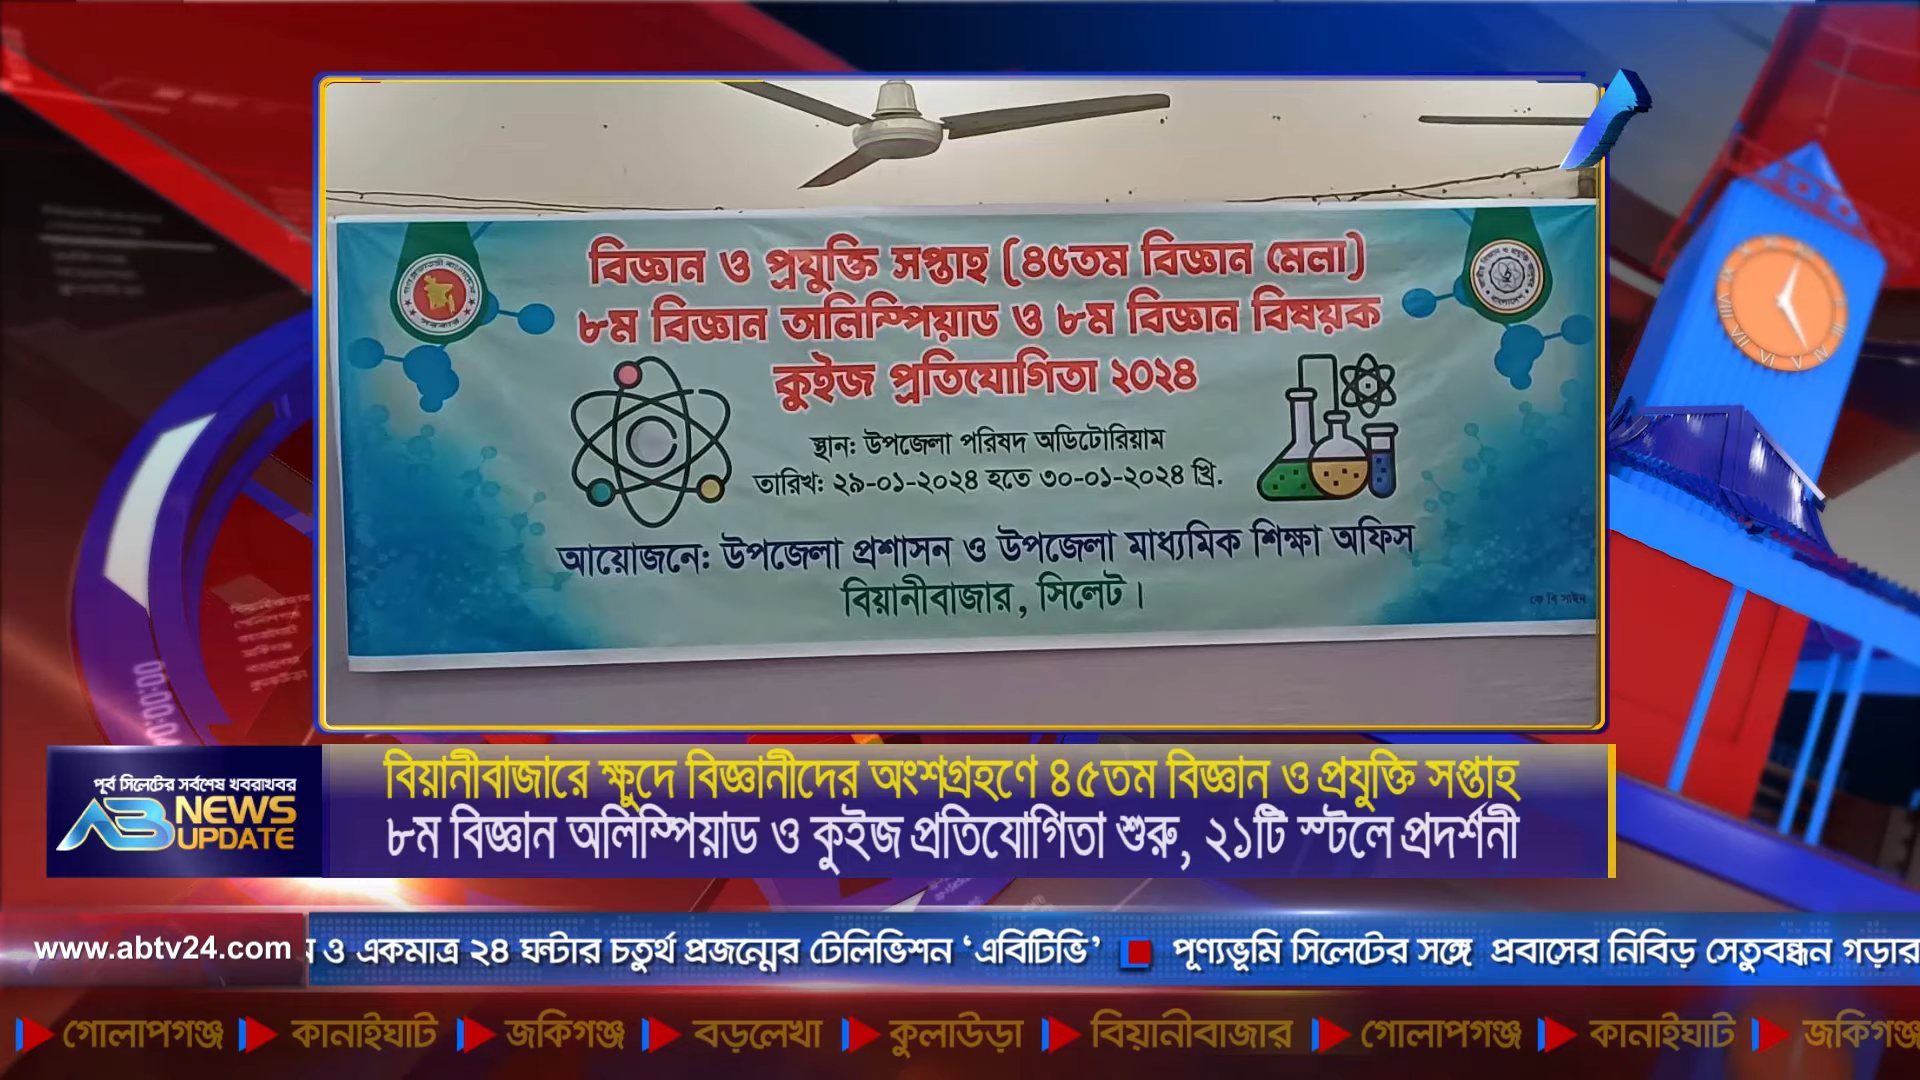 বিজ্ঞান ও প্রযুক্তি সপ্তাহ (৪৫তম বিজ্ঞান মেলা)
৮ম বিজ্ঞান অলিম্পিয়াড ও ৮ম বিজ্ঞান বিষয়ক
কুইজ প্রতিযোগিতা ২০২৪
স্থান: উপজেলা পরিষদ অডিটোরিয়াম
তারিখ: ২৯-০১-২০২৪ হতে ৩০-০১-২০২৪ খ্রি.
আয়োজনে: উপজেলা প্রশাসন ও উপজেলা মাধ্যমিক শিক্ষা অফিস
বিয়ানীবাজার, সিলেট।
কে বি সাইন
পূর্ব সিলেটের সর্বশেষ খবরাখবর
AB NEWS
UPDATE
বিয়ানীবাজারে ক্ষুদে বিজ্ঞানীদের অংশগ্রহণে ৪৫তম বিজ্ঞান ও প্রযুক্তি সপ্তাহ
৮ম বিজ্ঞান অলিম্পিয়াড ও কুইজ প্রতিযোগিতা শুরু, ২১টি স্টলে প্রদর্শনী
www.abtv24.com ও একমাত্র ২৪ ঘন্টার চতুর্থ প্রজন্মের টেলিভিশন ‘এবিটিভি’ পূণ্যভূমি সিলেটের সঙ্গে প্রবাসের নিবিড় সেতুবন্ধন গড়ার
গোলাপগঞ্জ কানাইঘাট জকিগঞ্জ বড়লেখা কুলাউড়া বিয়ানীবাজার গোলাপগঞ্জ কানাইঘাট জকিগঞ্জ